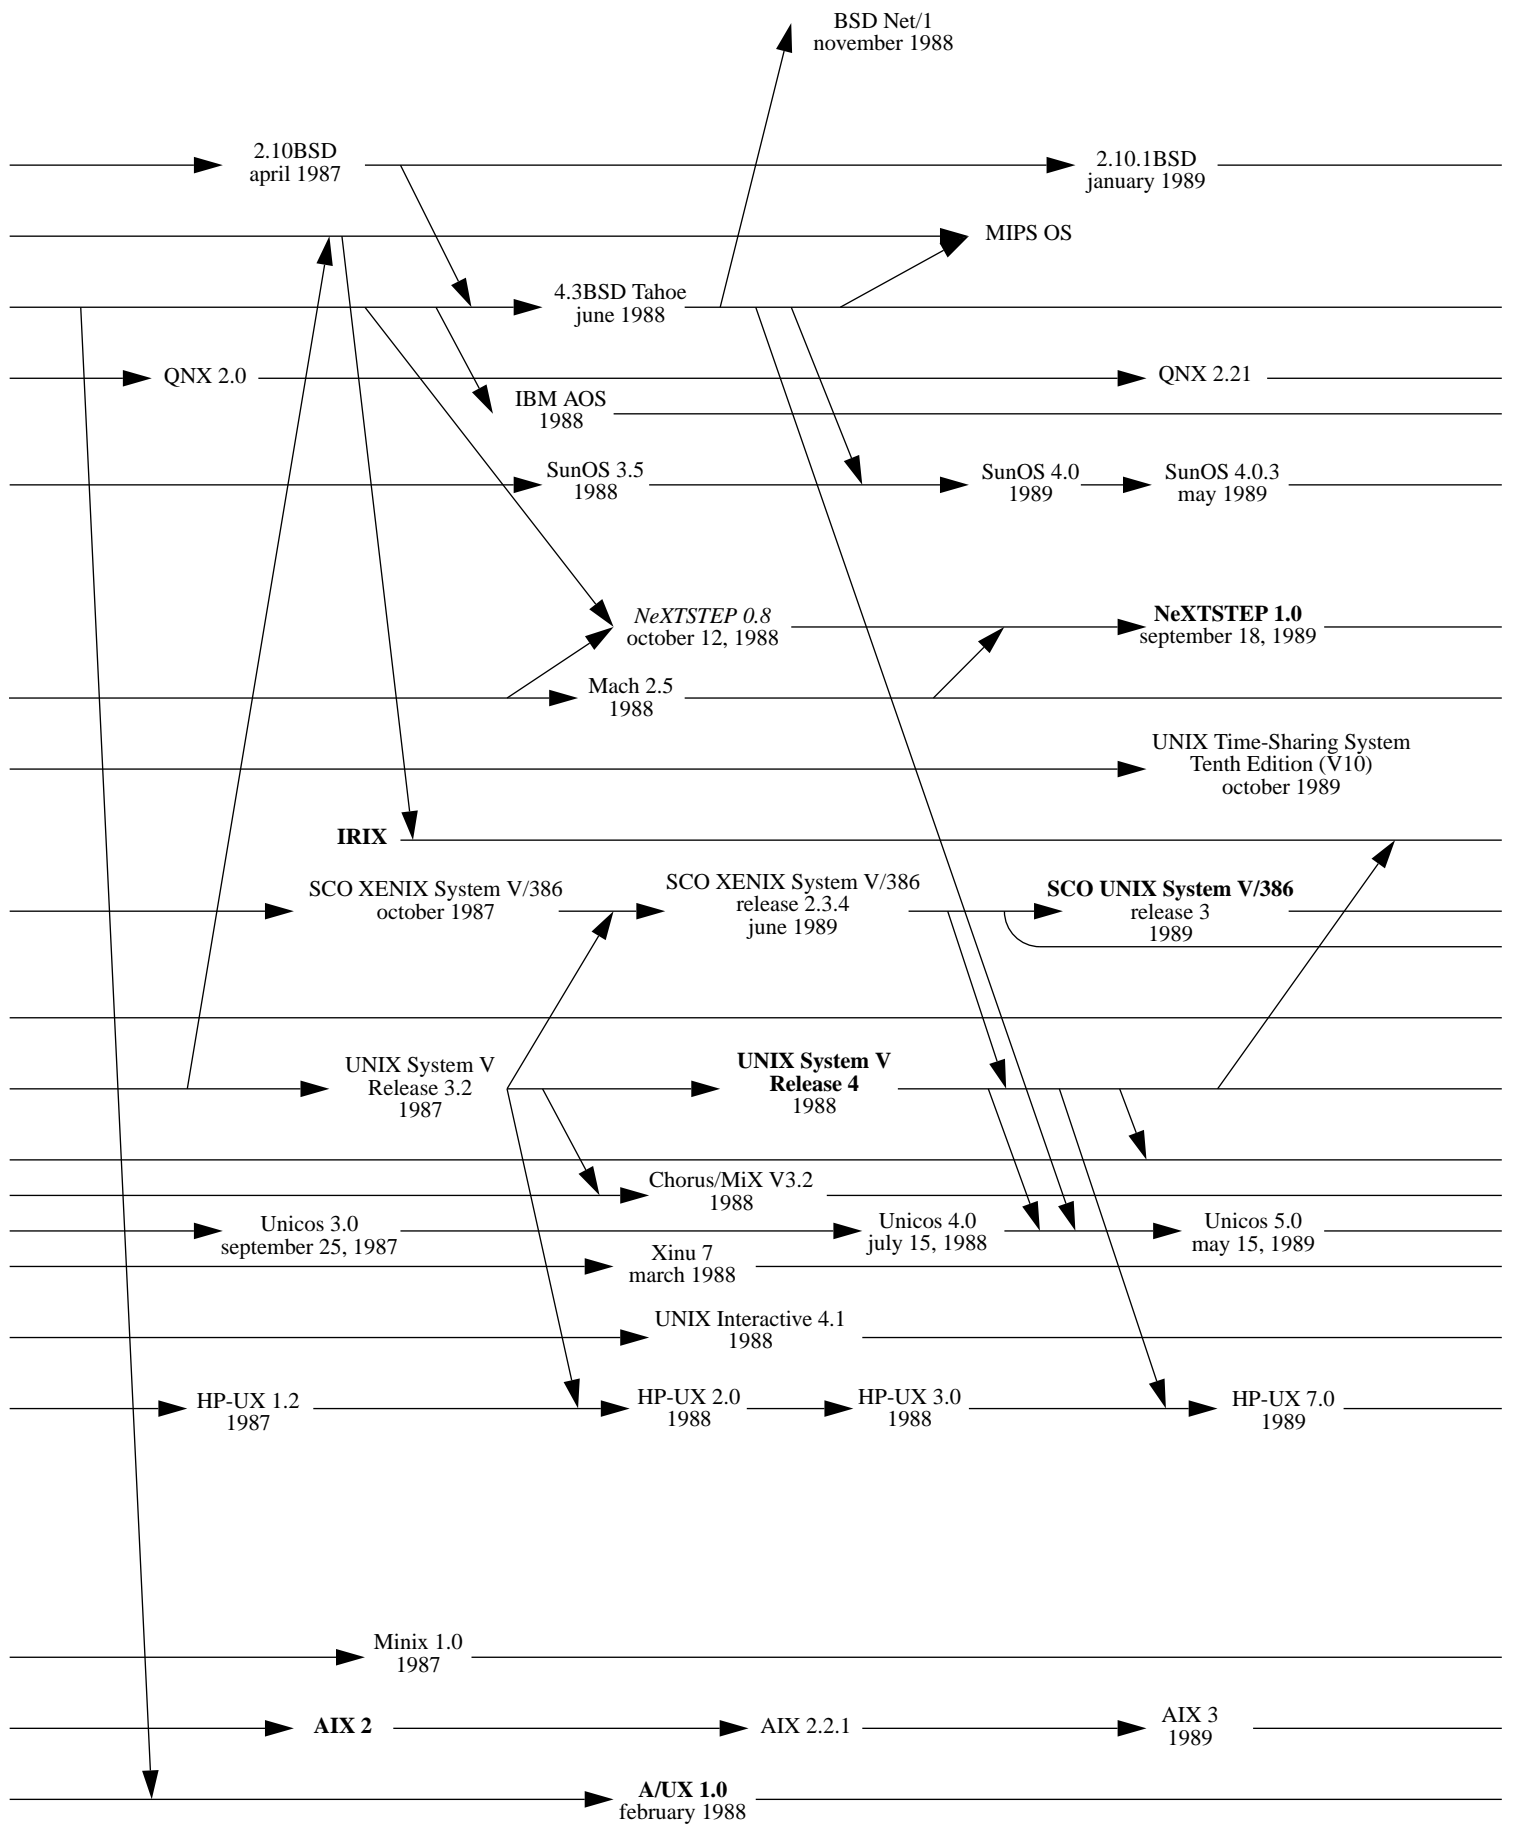 BSD Net/1
november 1988
2.10BSD
april 1987
2.10.1BSD
january 1989
MIPS OS
4.3BSD Tahoe
june 1988
QNX 2.0
QNX 2.21
IBM AOS
1988
SunOS 3.5
1988
SunOS 4.0
1989
SunOS 4.0.3
may 1989
NeXTSTEP 0.8
october 12, 1988
NeXTSTEP 1.0
september 18, 1989
Mach 2.5
1988
UNIX Time-Sharing System
Tenth Edition (V10)
october 1989
IRIX
SCO XENIX System V/386
october 1987
SCO XENIX System V/386
release 2.3.4
june 1989
SCO UNIX System V/386
release 3
1989
UNIX System V
Release 3.2
1987
UNIX System V
Release 4
1988
Chorus/MiX V3.2
1988
Unicos 3.0
september 25, 1987
Unicos 4.0
july 15, 1988
Unicos 5.0
may 15, 1989
Xinu 7
march 1988
UNIX Interactive 4.1
1988
HP-UX 1.2
1987
HP-UX 2.0
1988
HP-UX 3.0
1988
HP-UX 7.0
1989
Minix 1.0
1987
AIX 2
AIX 2.2.1
AIX 3
1989
A/UX 1.0
february 1988